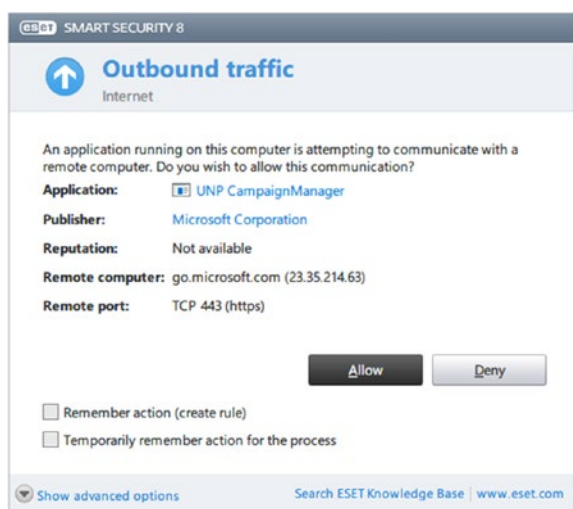 eset SMART SECURITY 8
Outbound traffic
Internet
An application running on this computer is attempting to communicate with a
remote computer. Do you wish to allow this communication?
Application: UNP CampaignManager
Publisher: Microsoft Corporation
Reputation: Not available
Remote computer: go.microsoft.com (23.35.214.63)
Remote port: TCP 443 (https)
Allow Deny
Remember action (create rule)
Temporarily remember action for the process
Show advanced options Search ESET Knowledge Base | www.eset.com